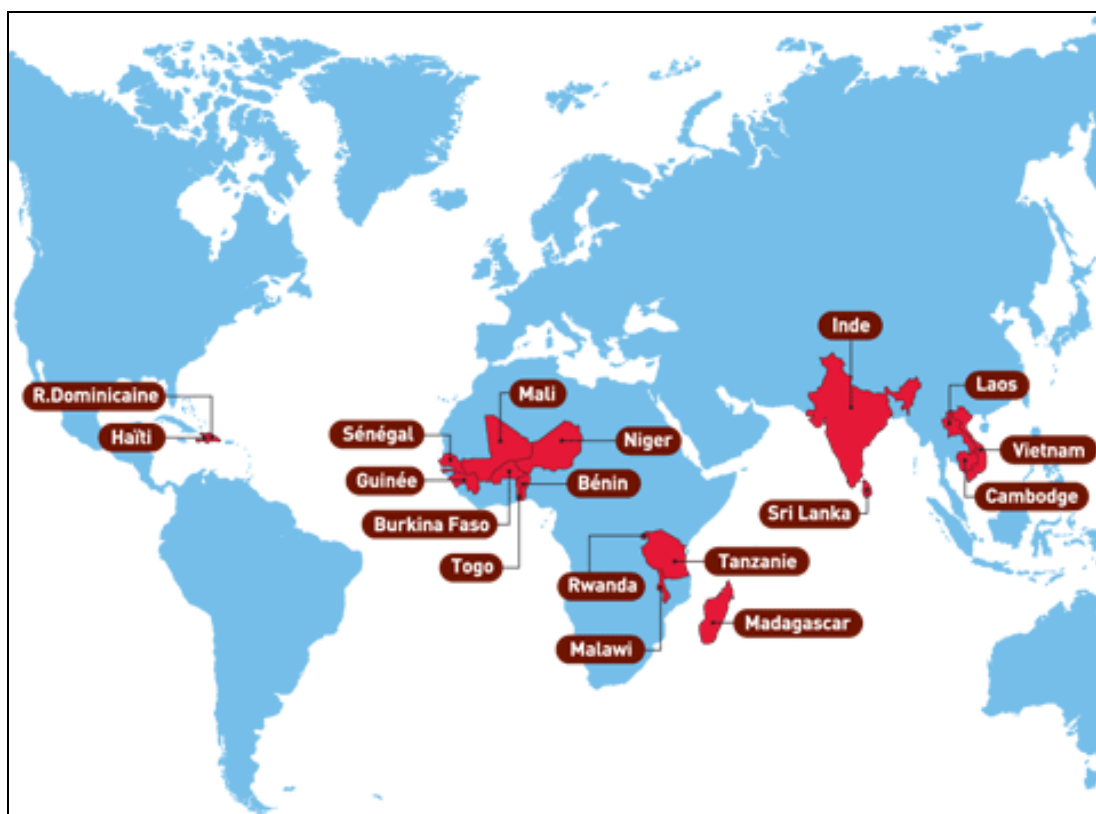 Inde
Laos
R.Dominicaine
Mali
Haïti
Sénégal
Niger
Vietnam
Guinée
Bénin
Cambodge
Sri Lanka
Burkina Faso
Togo
Tanzanie
Rwanda
Madagascar
Malawi